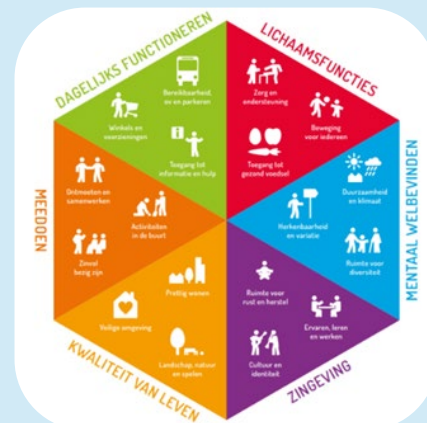 DAGELIJKS FUNCTIONEREN
Bereikbaarheid,
ov en parkeren
Winkels en
voorzieningen
Toegang tot
informatie en hulp
LICHAAMSFUNCTIES
Zorg en
ondersteuning
Beweging
voor iedereen
Toegang tot
gezond voedsel
MENTAAL WELBEVINDEN
Duurzaamheid
en klimaat
Herkenbaarheid
en variatie
Ruimte voor
diversiteit
ZINGEVING
Ruimte voor
rust en herstel
Ervaren, leren
en werken
Cultuur en
identiteit
KWALITEIT VAN LEVEN
Prettig wonen
Veilige omgeving
Landschap, natuur
en spelen
MEEDOEN
Ontmoeten en
samenwerken
Activiteiten
in de buurt
Zinvol
bezig zijn